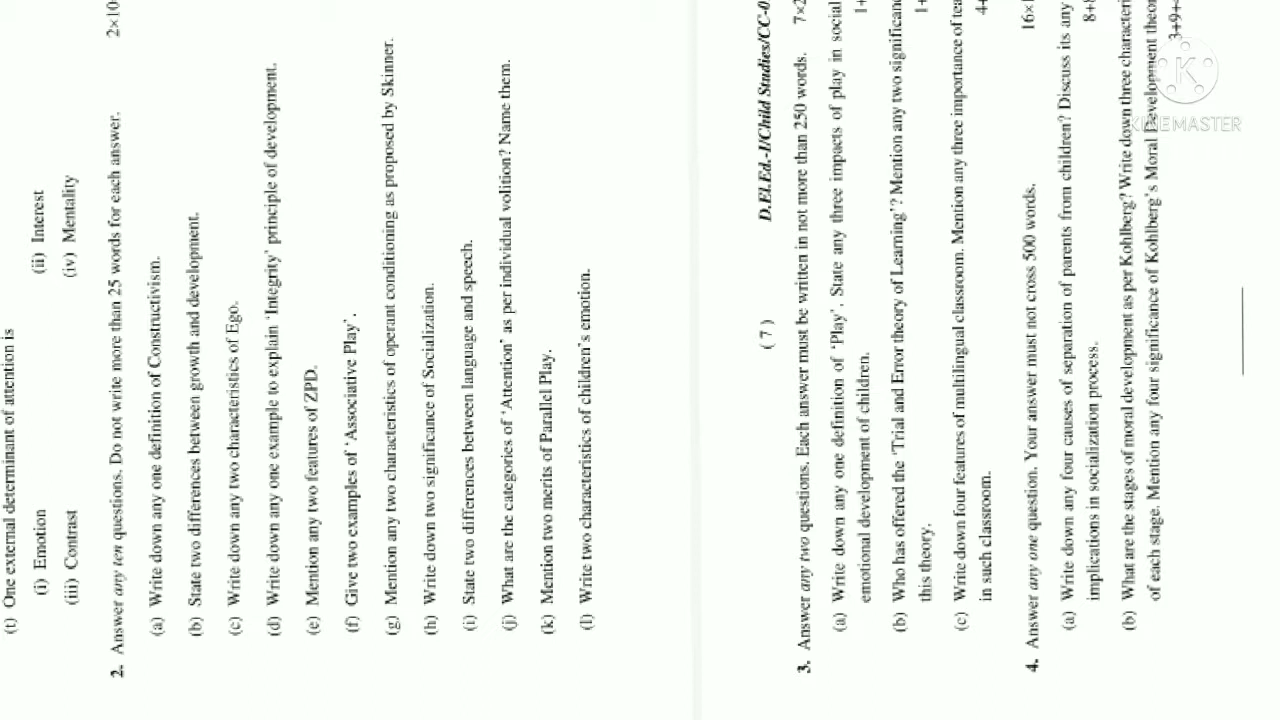 (t) One external determinant of attention is
(i) Emotion (ii) Interest
(iii) Contrast (iv) Mentality
2. Answer any ten questions. Do not write more than 25 words for each answer. 2×10
(a) Write down any one definition of Constructivism.
(b) State two differences between growth and development.
(c) Write down any two characteristics of Ego.
(d) Write down any one example to explain 'Integrity' principle of development.
(e) Mention any two features of ZPD.
(f) Give two examples of 'Associative Play'.
(g) Mention any two characteristics of operant conditioning as proposed by Skinner.
(h) Write down two significance of Socialization.
(i) State two differences between language and speech.
(j) What are the categories of 'Attention' as per individual volition? Name them.
(k) Mention two merits of Parallel Play.
(l) Write two characteristics of children's emotion.
( 7 ) D.El.Ed.-I/Child Studies/CC-0
3. Answer any two questions. Each answer must be written in not more than 250 words. 7×2
(a) Write down any one definition of 'Play'. State any three impacts of play in social
emotional development of children. 1+
(b) Who has offered the 'Trial and Error theory of Learning'? Mention any two significanc
this theory. 1+
(c) Write down four features of multilingual classroom. Mention any three importance of tea
in such classroom. 4+
4. Answer any one question. Your answer must not cross 500 words. 16×1
(a) Write down any four causes of separation of parents from children? Discuss its any
implications in socialization process. 8+8
(b) What are the stages of moral development as per Kohlberg? Write down three characteri
of each stage. Mention any four significance of Kohlberg's Moral Development theor
3+9+4
K
KINEMASTER